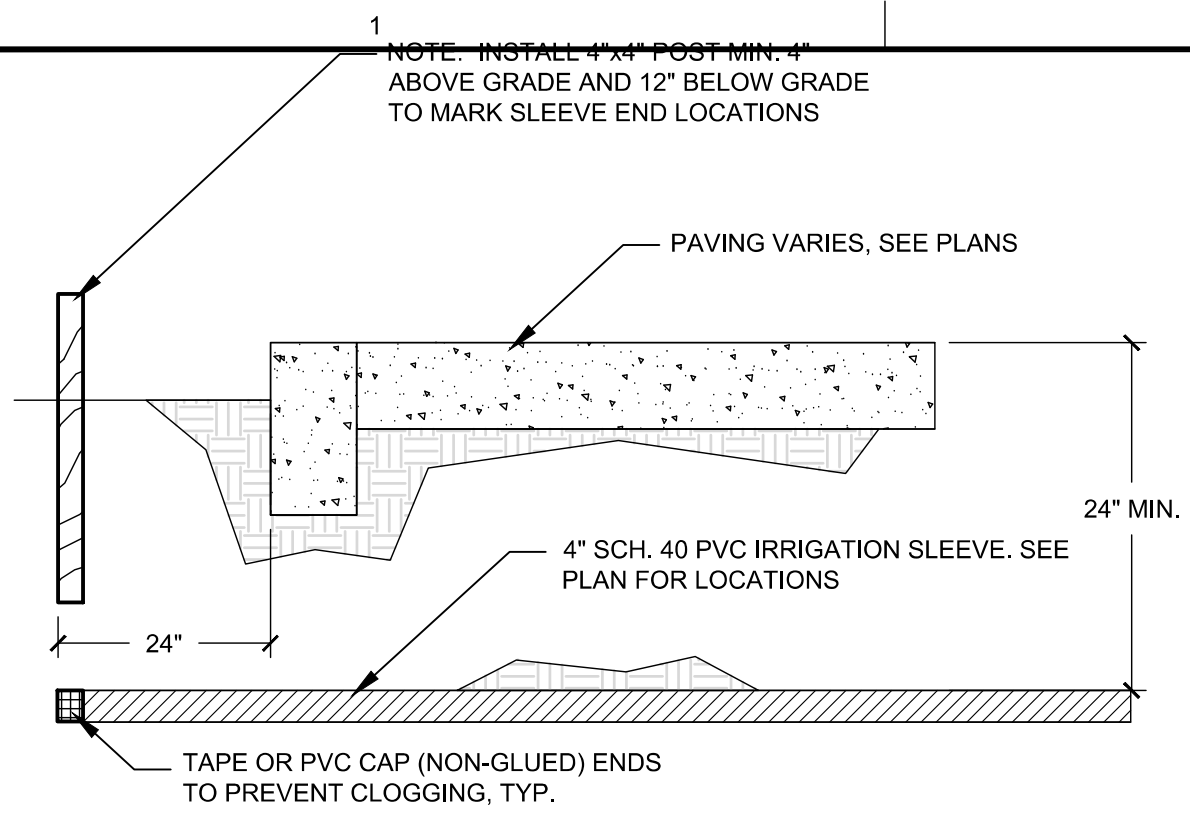 1
NOTE: INSTALL 4"x4" POST MIN. 4"
ABOVE GRADE AND 12" BELOW GRADE
TO MARK SLEEVE END LOCATIONS
PAVING VARIES, SEE PLANS
24" MIN.
4" SCH. 40 PVC IRRIGATION SLEEVE. SEE
PLAN FOR LOCATIONS
24"
TAPE OR PVC CAP (NON-GLUED) ENDS
TO PREVENT CLOGGING, TYP.